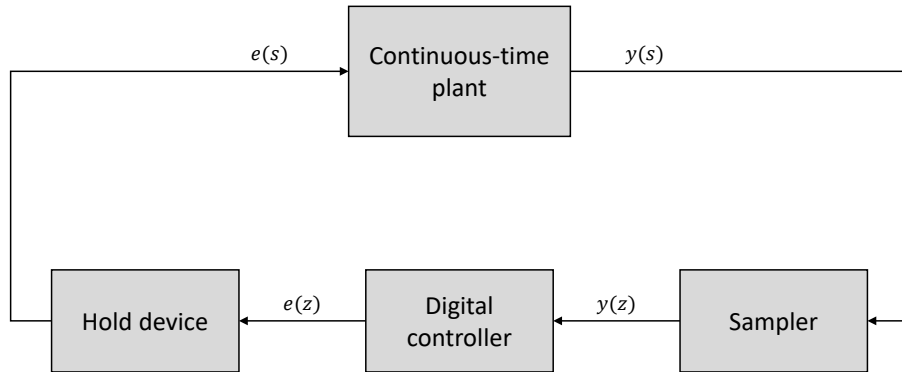 e(s)
Continuous-time
plant
y(s)
Hold device
e(z)
Digital
controller
y(z)
Sampler